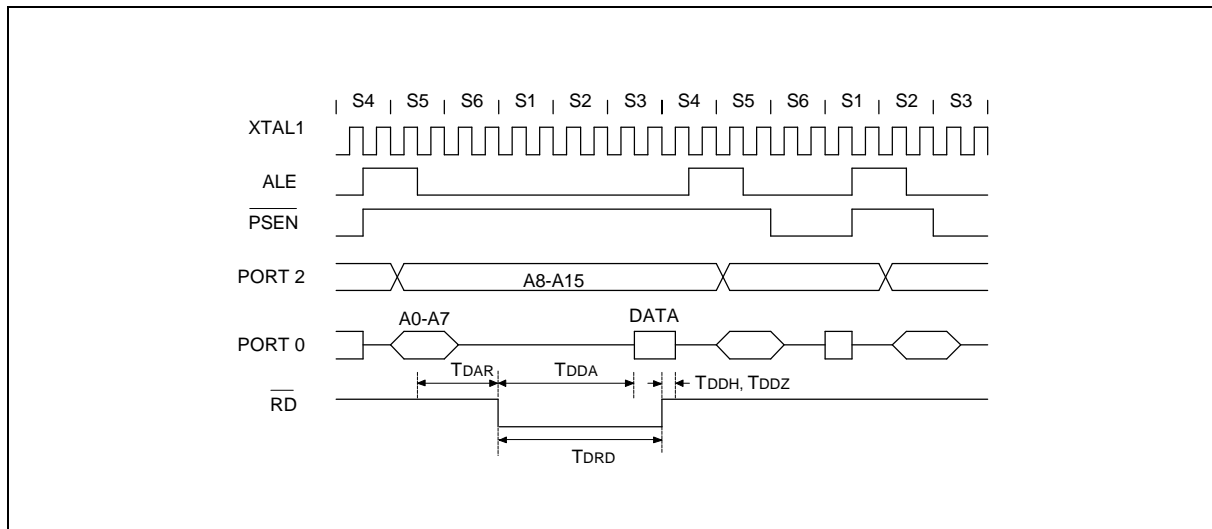 S4 S5 S6 S1 S2 S3 S4 S5 S6 S1 S2 S3
XTAL1
ALE
PSEN
PORT 2
A8-A15
A0-A7
DATA
PORT 0
TDAR
TDDA
TDDH, TDDZ
RD
TDRD